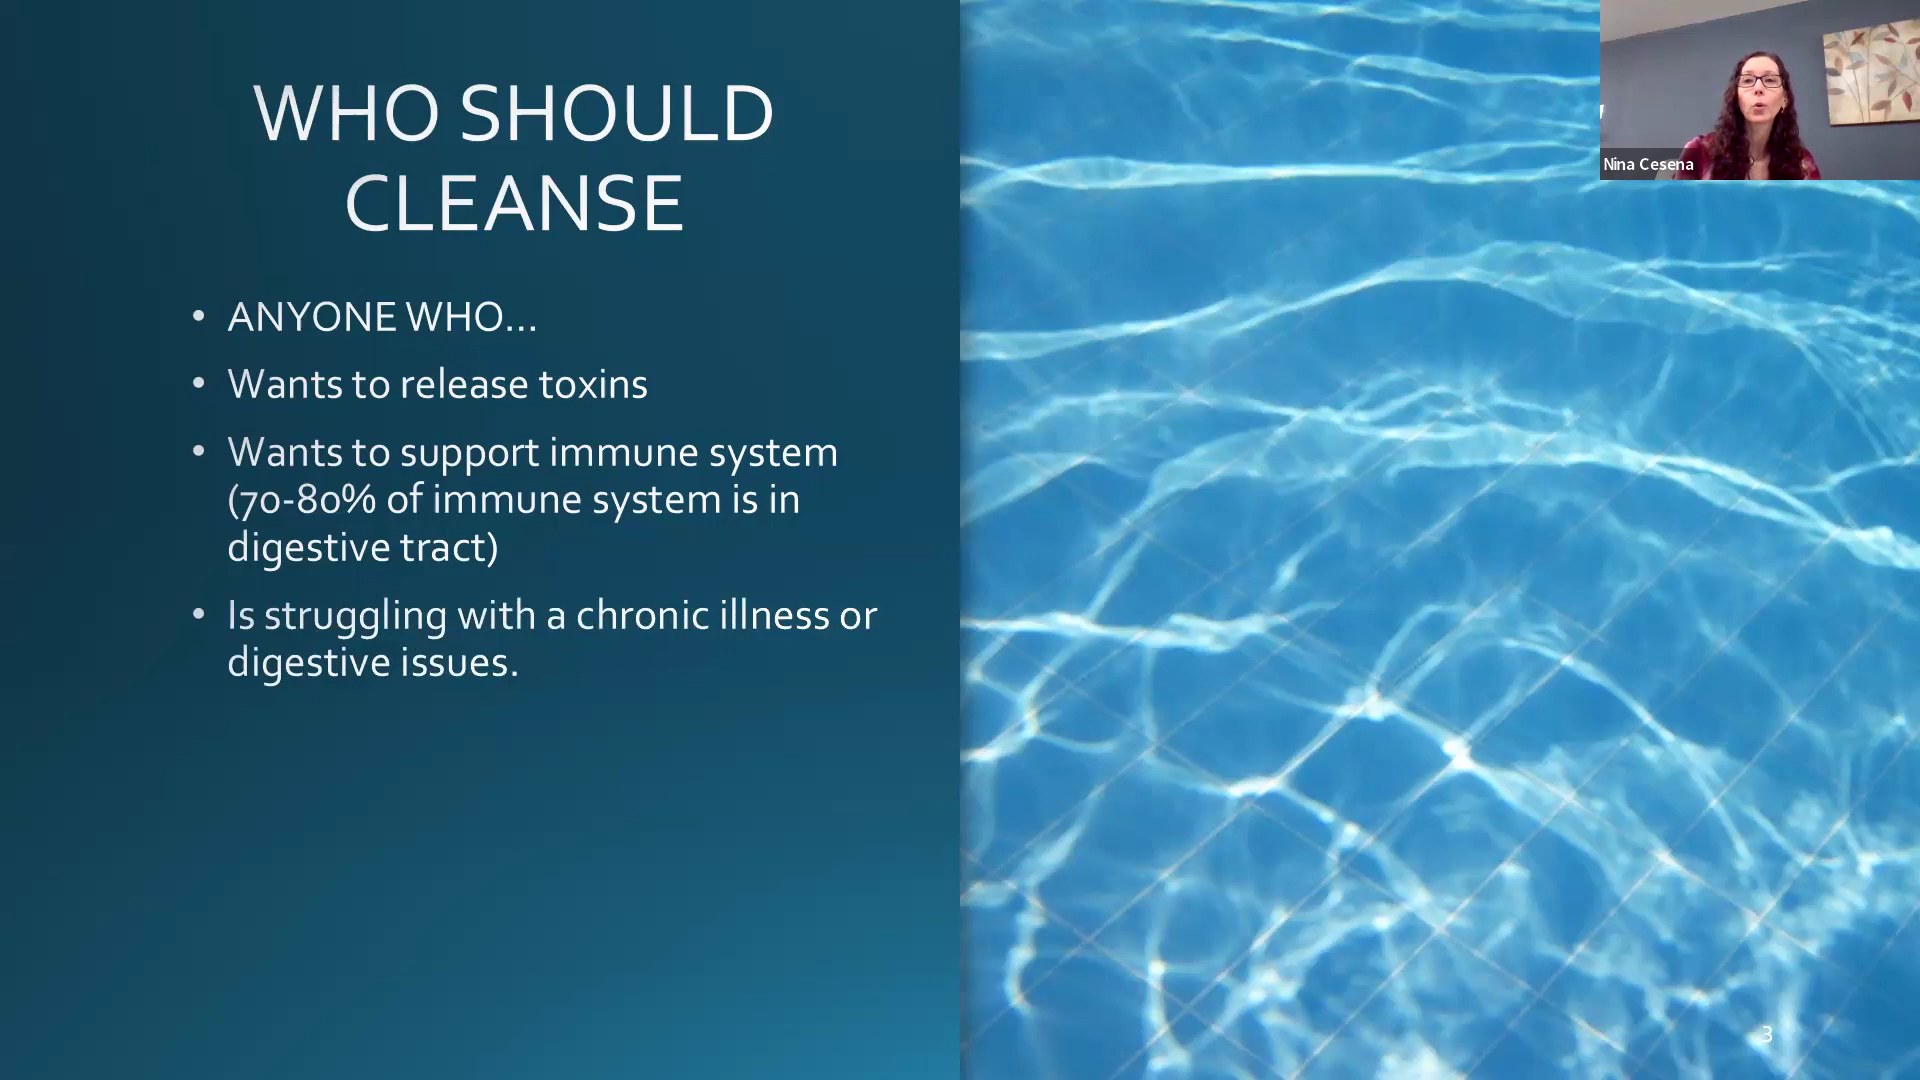 WHO SHOULD
CLEANSE
• ANYONE WHO...
• Wants to release toxins
• Wants to support immune system
(70-80% of immune system is in
digestive tract)
• Is struggling with a chronic illness or
digestive issues.
Nina Cesena
3